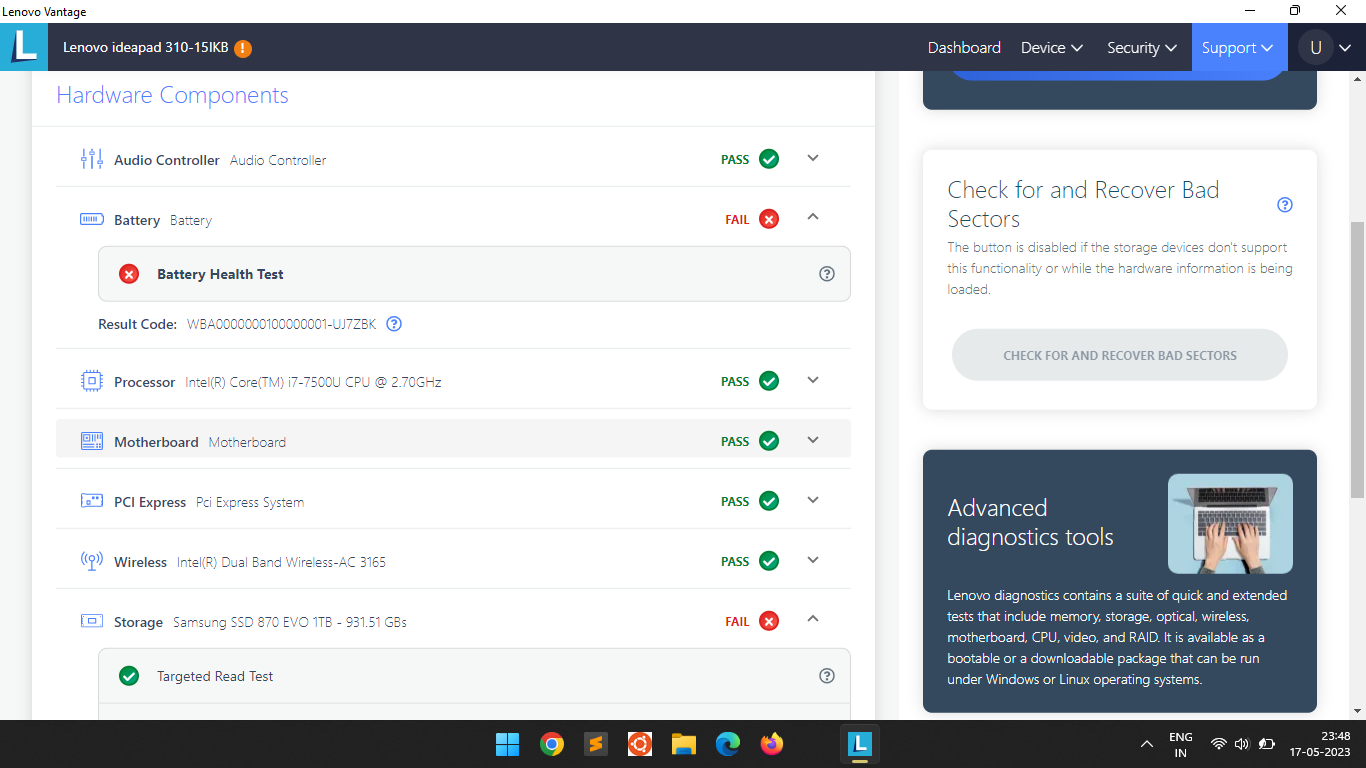 Lenovo Vantage
L
Lenovo ideapad 310-15IKB !
Dashboard
Device
Security
Support
U
Hardware Components
Audio Controller Audio Controller
PASS
Battery Battery
FAIL
Battery Health Test
?
Result Code: WBA0000000100000001-UJ7ZBK ?
Processor Intel(R) Core(TM) i7-7500U CPU @ 2.70GHz
PASS
Motherboard Motherboard
PASS
PCI Express Pci Express System
PASS
Wireless Intel(R) Dual Band Wireless-AC 3165
PASS
Storage Samsung SSD 870 EVO 1TB - 931.51 GBs
FAIL
Targeted Read Test
?
Check for and Recover Bad
Sectors
?
The button is disabled if the storage devices don't support
this functionality or while the hardware information is being
loaded.
CHECK FOR AND RECOVER BAD SECTORS
Advanced
diagnostics tools
Lenovo diagnostics contains a suite of quick and extended
tests that include memory, storage, optical, wireless,
motherboard, CPU, video, and RAID. It is available as a
bootable or a downloadable package that can be run
under Windows or Linux operating systems.
L
ENG
IN
23:48
17-05-2023